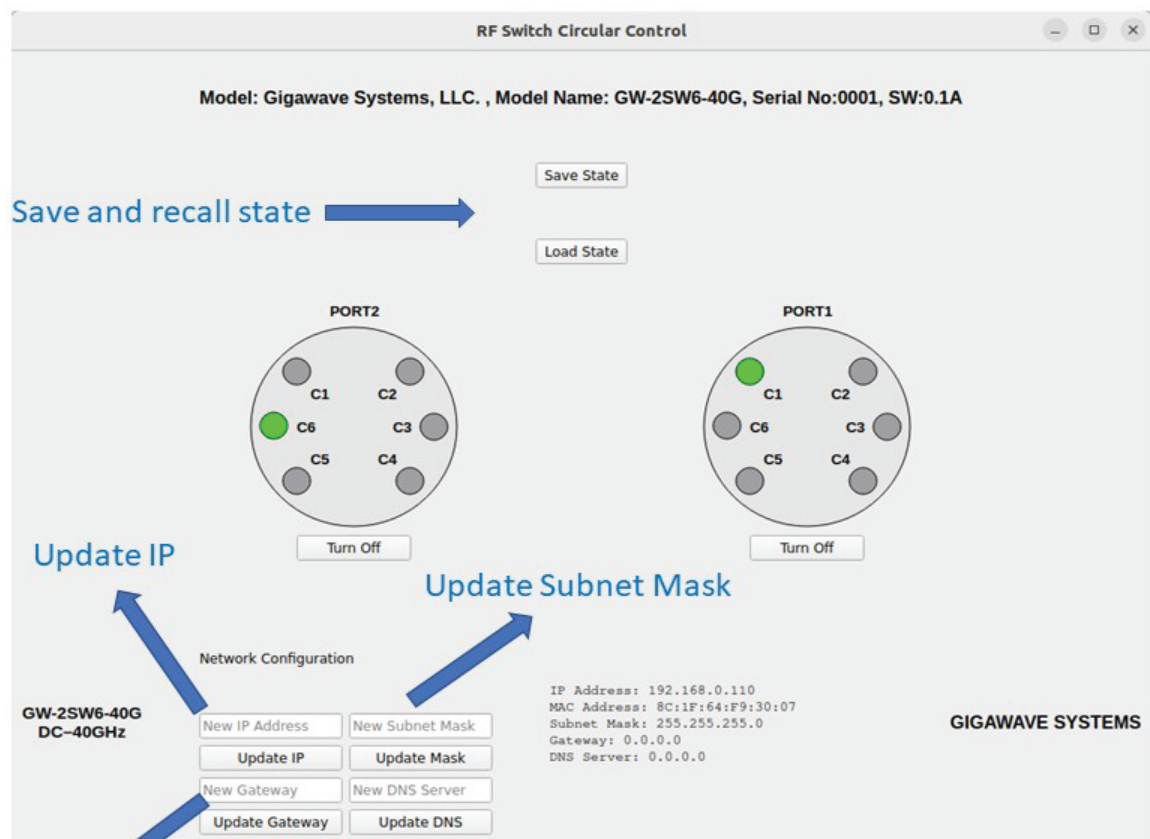 RF Switch Circular Control
Model: Gigawave Systems, LLC. , Model Name: GW-2SW6-40G, Serial No:0001, SW:0.1A
Save State
Save and recall state
Load State
PORT2
C1 C2
C6 C3
C5 C4
Turn Off
PORT1
C1 C2
C6 C3
C5 C4
Turn Off
Update IP
Update Subnet Mask
Network Configuration
GW-2SW6-40G
DC–40GHz
New IP Address New Subnet Mask
Update IP Update Mask
New Gateway New DNS Server
Update Gateway Update DNS
IP Address: 192.168.0.110
MAC Address: 8C:1F:64:F9:30:07
Subnet Mask: 255.255.255.0
Gateway: 0.0.0.0
DNS Server: 0.0.0.0
GIGAWAVE SYSTEMS